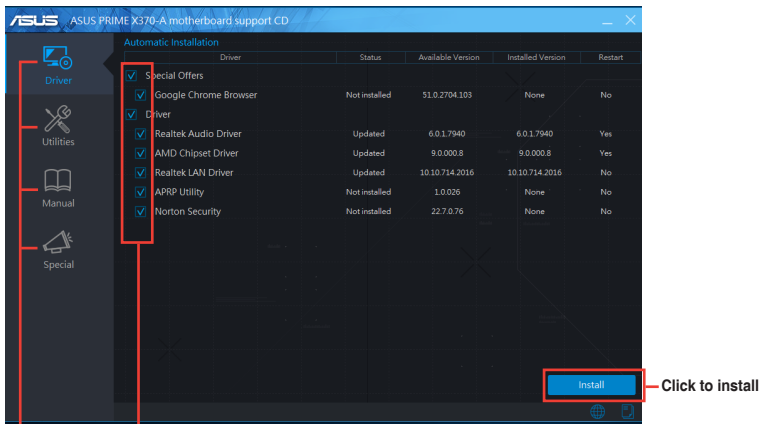 ASUS ASUS PRIME X370-A motherboard support CD
Automatic Installation
Driver Status Available Version Installed Version Restart
Special Offers
Google Chrome Browser Not installed 51.0.2704.103 None No
Driver
Realtek Audio Driver Updated 6.0.1.7940 6.0.1.7940 Yes
AMD Chipset Driver Updated 9.0.000.8 9.0.000.8 Yes
Realtek LAN Driver Updated 10.10.714.2016 10.10.714.2016 No
APRP Utility Not installed 1.0.026 None No
Norton Security Not installed 22.7.0.76 None No
Driver
Utilities
Manual
Special
Install
Click to install